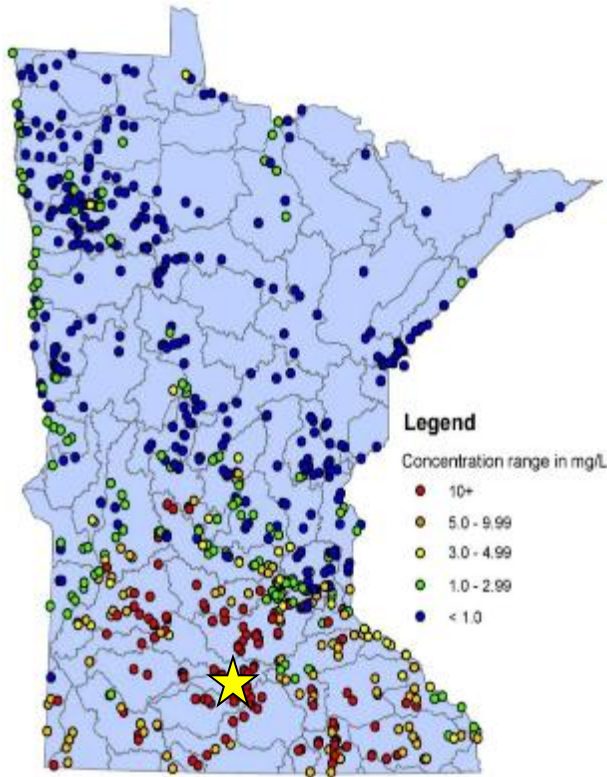 Legend
Concentration range in mg/L
10+
5.0 - 9.99
3.0 - 4.99
1.0 - 2.99
< 1.0